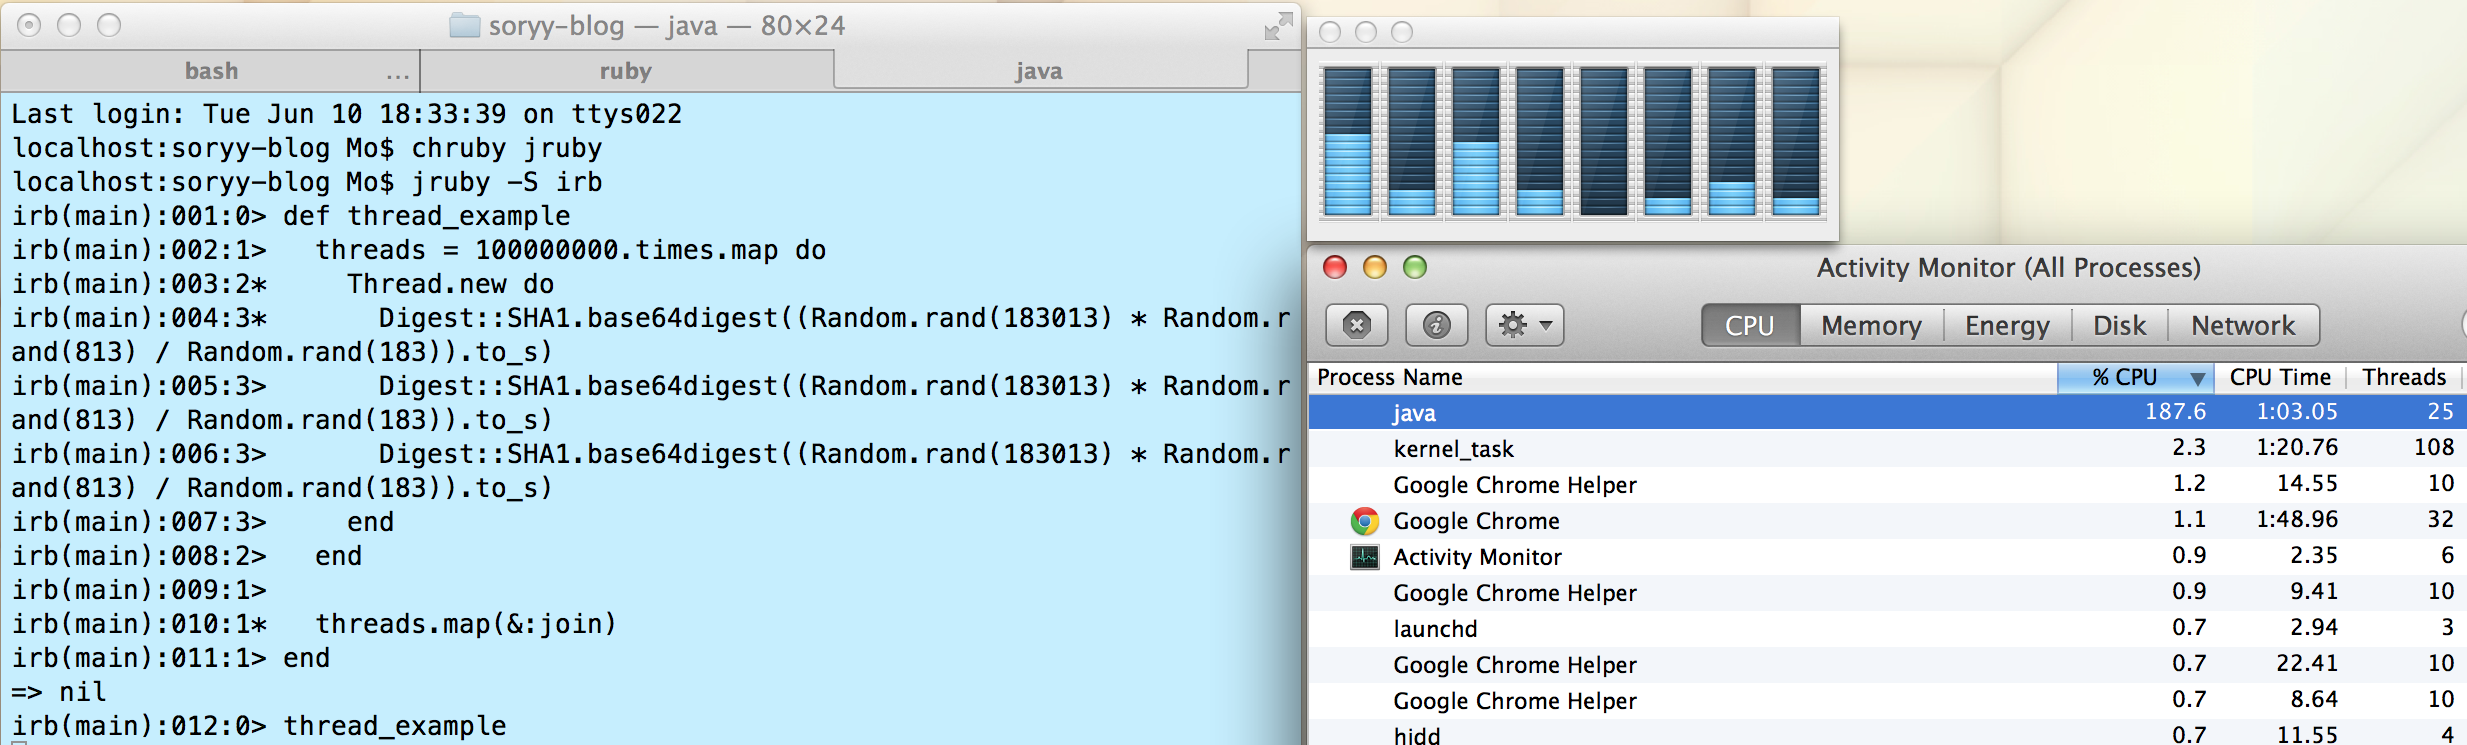 soryy-blog — java — 80×24
bash ... ruby java
Last login: Tue Jun 10 18:33:39 on ttys022
localhost:soryy-blog Mo$ chruby jruby
localhost:soryy-blog Mo$ jruby -S irb
irb(main):001:0> def thread_example
irb(main):002:1>   threads = 100000000.times.map do
irb(main):003:2*     Thread.new do
irb(main):004:3*       Digest::SHA1.base64digest((Random.rand(183013) * Random.r
and(813) / Random.rand(183)).to_s)
irb(main):005:3>       Digest::SHA1.base64digest((Random.rand(183013) * Random.r
and(813) / Random.rand(183)).to_s)
irb(main):006:3>       Digest::SHA1.base64digest((Random.rand(183013) * Random.r
and(813) / Random.rand(183)).to_s)
irb(main):007:3>     end
irb(main):008:2>   end
irb(main):009:1>
irb(main):010:1*   threads.map(&:join)
irb(main):011:1> end
=> nil
irb(main):012:0> thread_example
Activity Monitor (All Processes)
CPU Memory Energy Disk Network
Process Name % CPU CPU Time Threads
java 187.6 1:03.05 25
kernel_task 2.3 1:20.76 108
Google Chrome Helper 1.2 14.55 10
Google Chrome 1.1 1:48.96 32
Activity Monitor 0.9 2.35 6
Google Chrome Helper 0.9 9.41 10
launchd 0.7 2.94 3
Google Chrome Helper 0.7 22.41 10
Google Chrome Helper 0.7 8.64 10
hidd 0.7 11.55 4